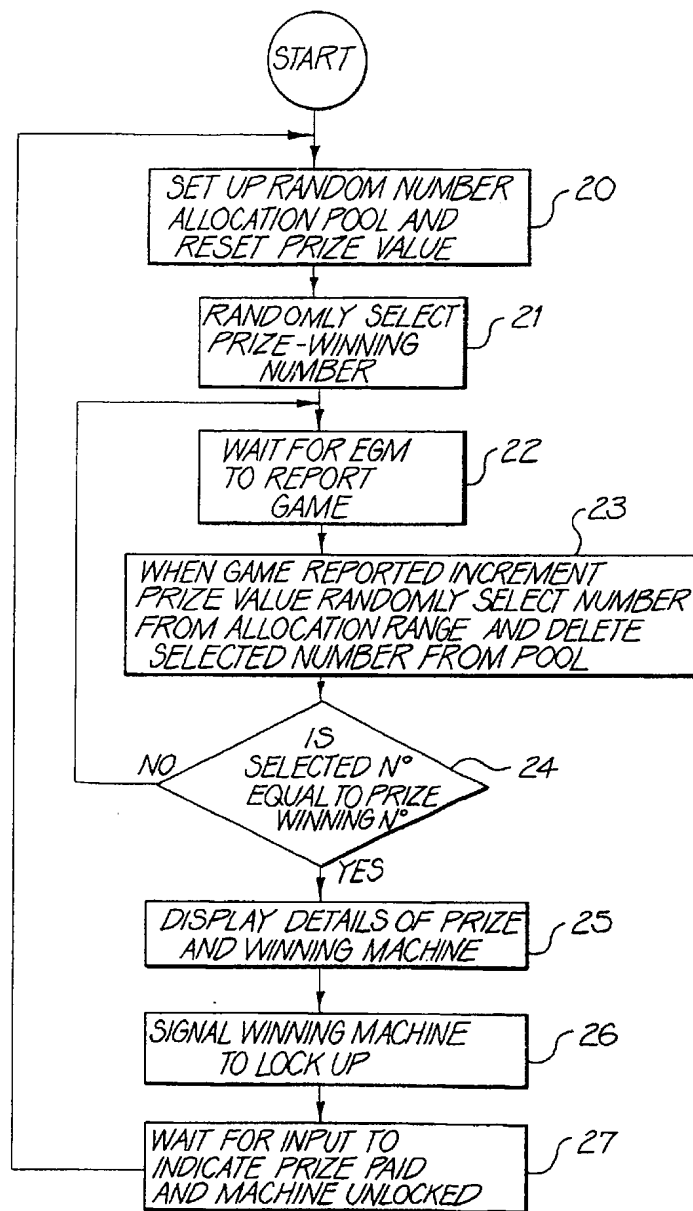 START
SET UP RANDOM NUMBER
ALLOCATION POOL AND
RESET PRIZE VALUE
20
RANDOMLY SELECT
PRIZE-WINNING
NUMBER
21
WAIT FOR EGM
TO REPORT
GAME
22
23
WHEN GAME REPORTED INCREMENT
PRIZE VALUE RANDOMLY SELECT NUMBER
FROM ALLOCATION RANGE AND DELETE
SELECTED NUMBER FROM POOL
IS
SELECTED Nº
EQUAL TO PRIZE
WINNING Nº
24
NO
YES
DISPLAY DETAILS OF PRIZE
AND WINNING MACHINE
25
SIGNAL WINNING MACHINE
TO LOCK UP
26
WAIT FOR INPUT TO
INDICATE PRIZE PAID
AND MACHINE UNLOCKED
27